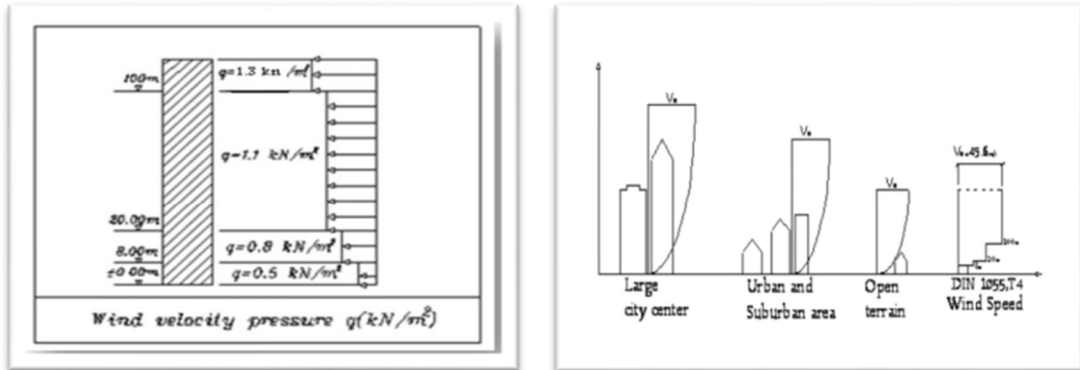 100m
q=1.3 kn /m²
q=1.1 kN/m²
20.00m
8.00m
q=0.8 kN/m²
±0.00m
q=0.5 kN/m²
Wind velocity pressure q(kN/m²)
Large
city center
Urban and
Suburban area
Open
terrain
DIN 1055,T4
Wind Speed